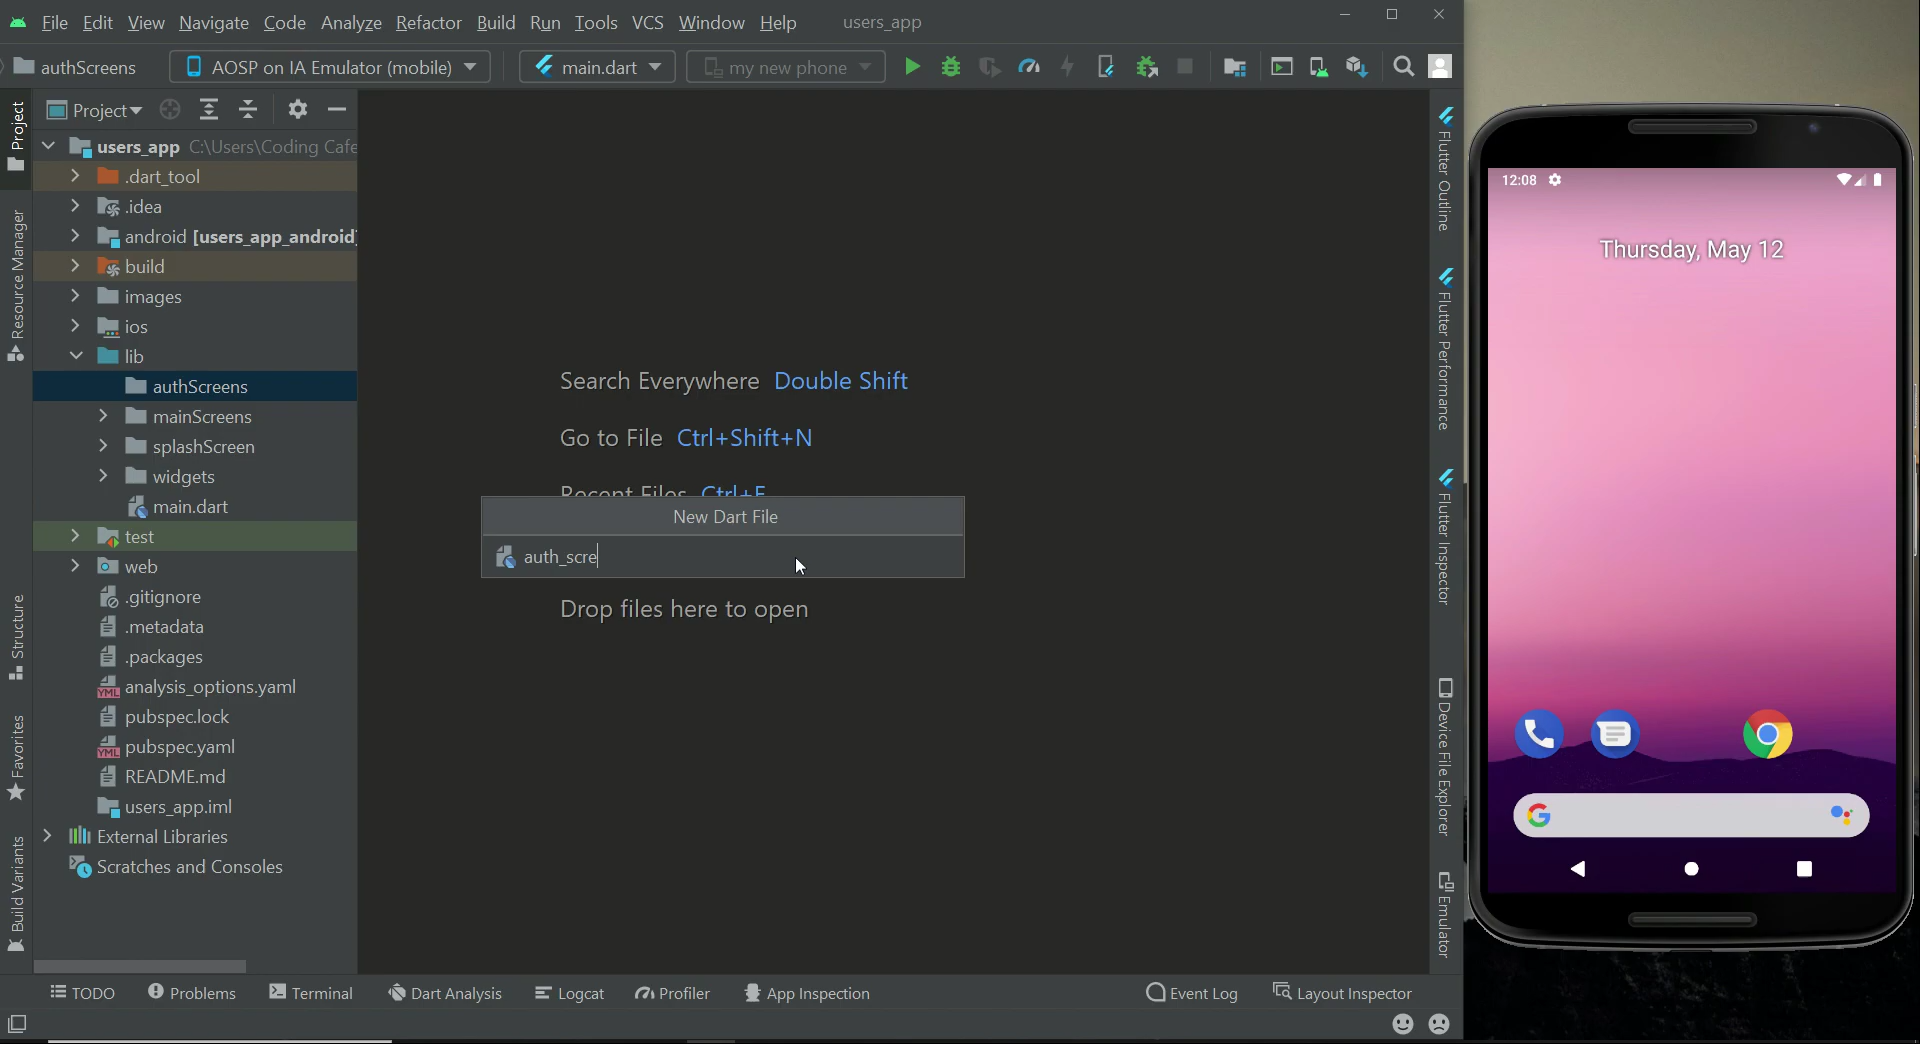 File Edit View Navigate Code Analyze Refactor Build Run Tools VCS Window Help users_app
authScreens AOSP on IA Emulator (mobile) main.dart my new phone
Project
Resource Manager
Structure
Favorites
Build Variants
Project
users_app C:\Users\Coding Cafe
.dart_tool
.idea
android [users_app_android]
build
images
ios
lib
authScreens
mainScreens
splashScreen
widgets
main.dart
test
web
.gitignore
.metadata
.packages
analysis_options.yaml
pubspec.lock
pubspec.yaml
README.md
users_app.iml
External Libraries
Scratches and Consoles
Search Everywhere Double Shift
Go to File Ctrl+Shift+N
Recent Files Ctrl+E
New Dart File
auth_scre
Drop files here to open
Flutter Outline
Flutter Performance
Flutter Inspector
Device File Explorer
Emulator
12:08
Thursday, May 12
TODO Problems Terminal Dart Analysis Logcat Profiler App Inspection Event Log Layout Inspector